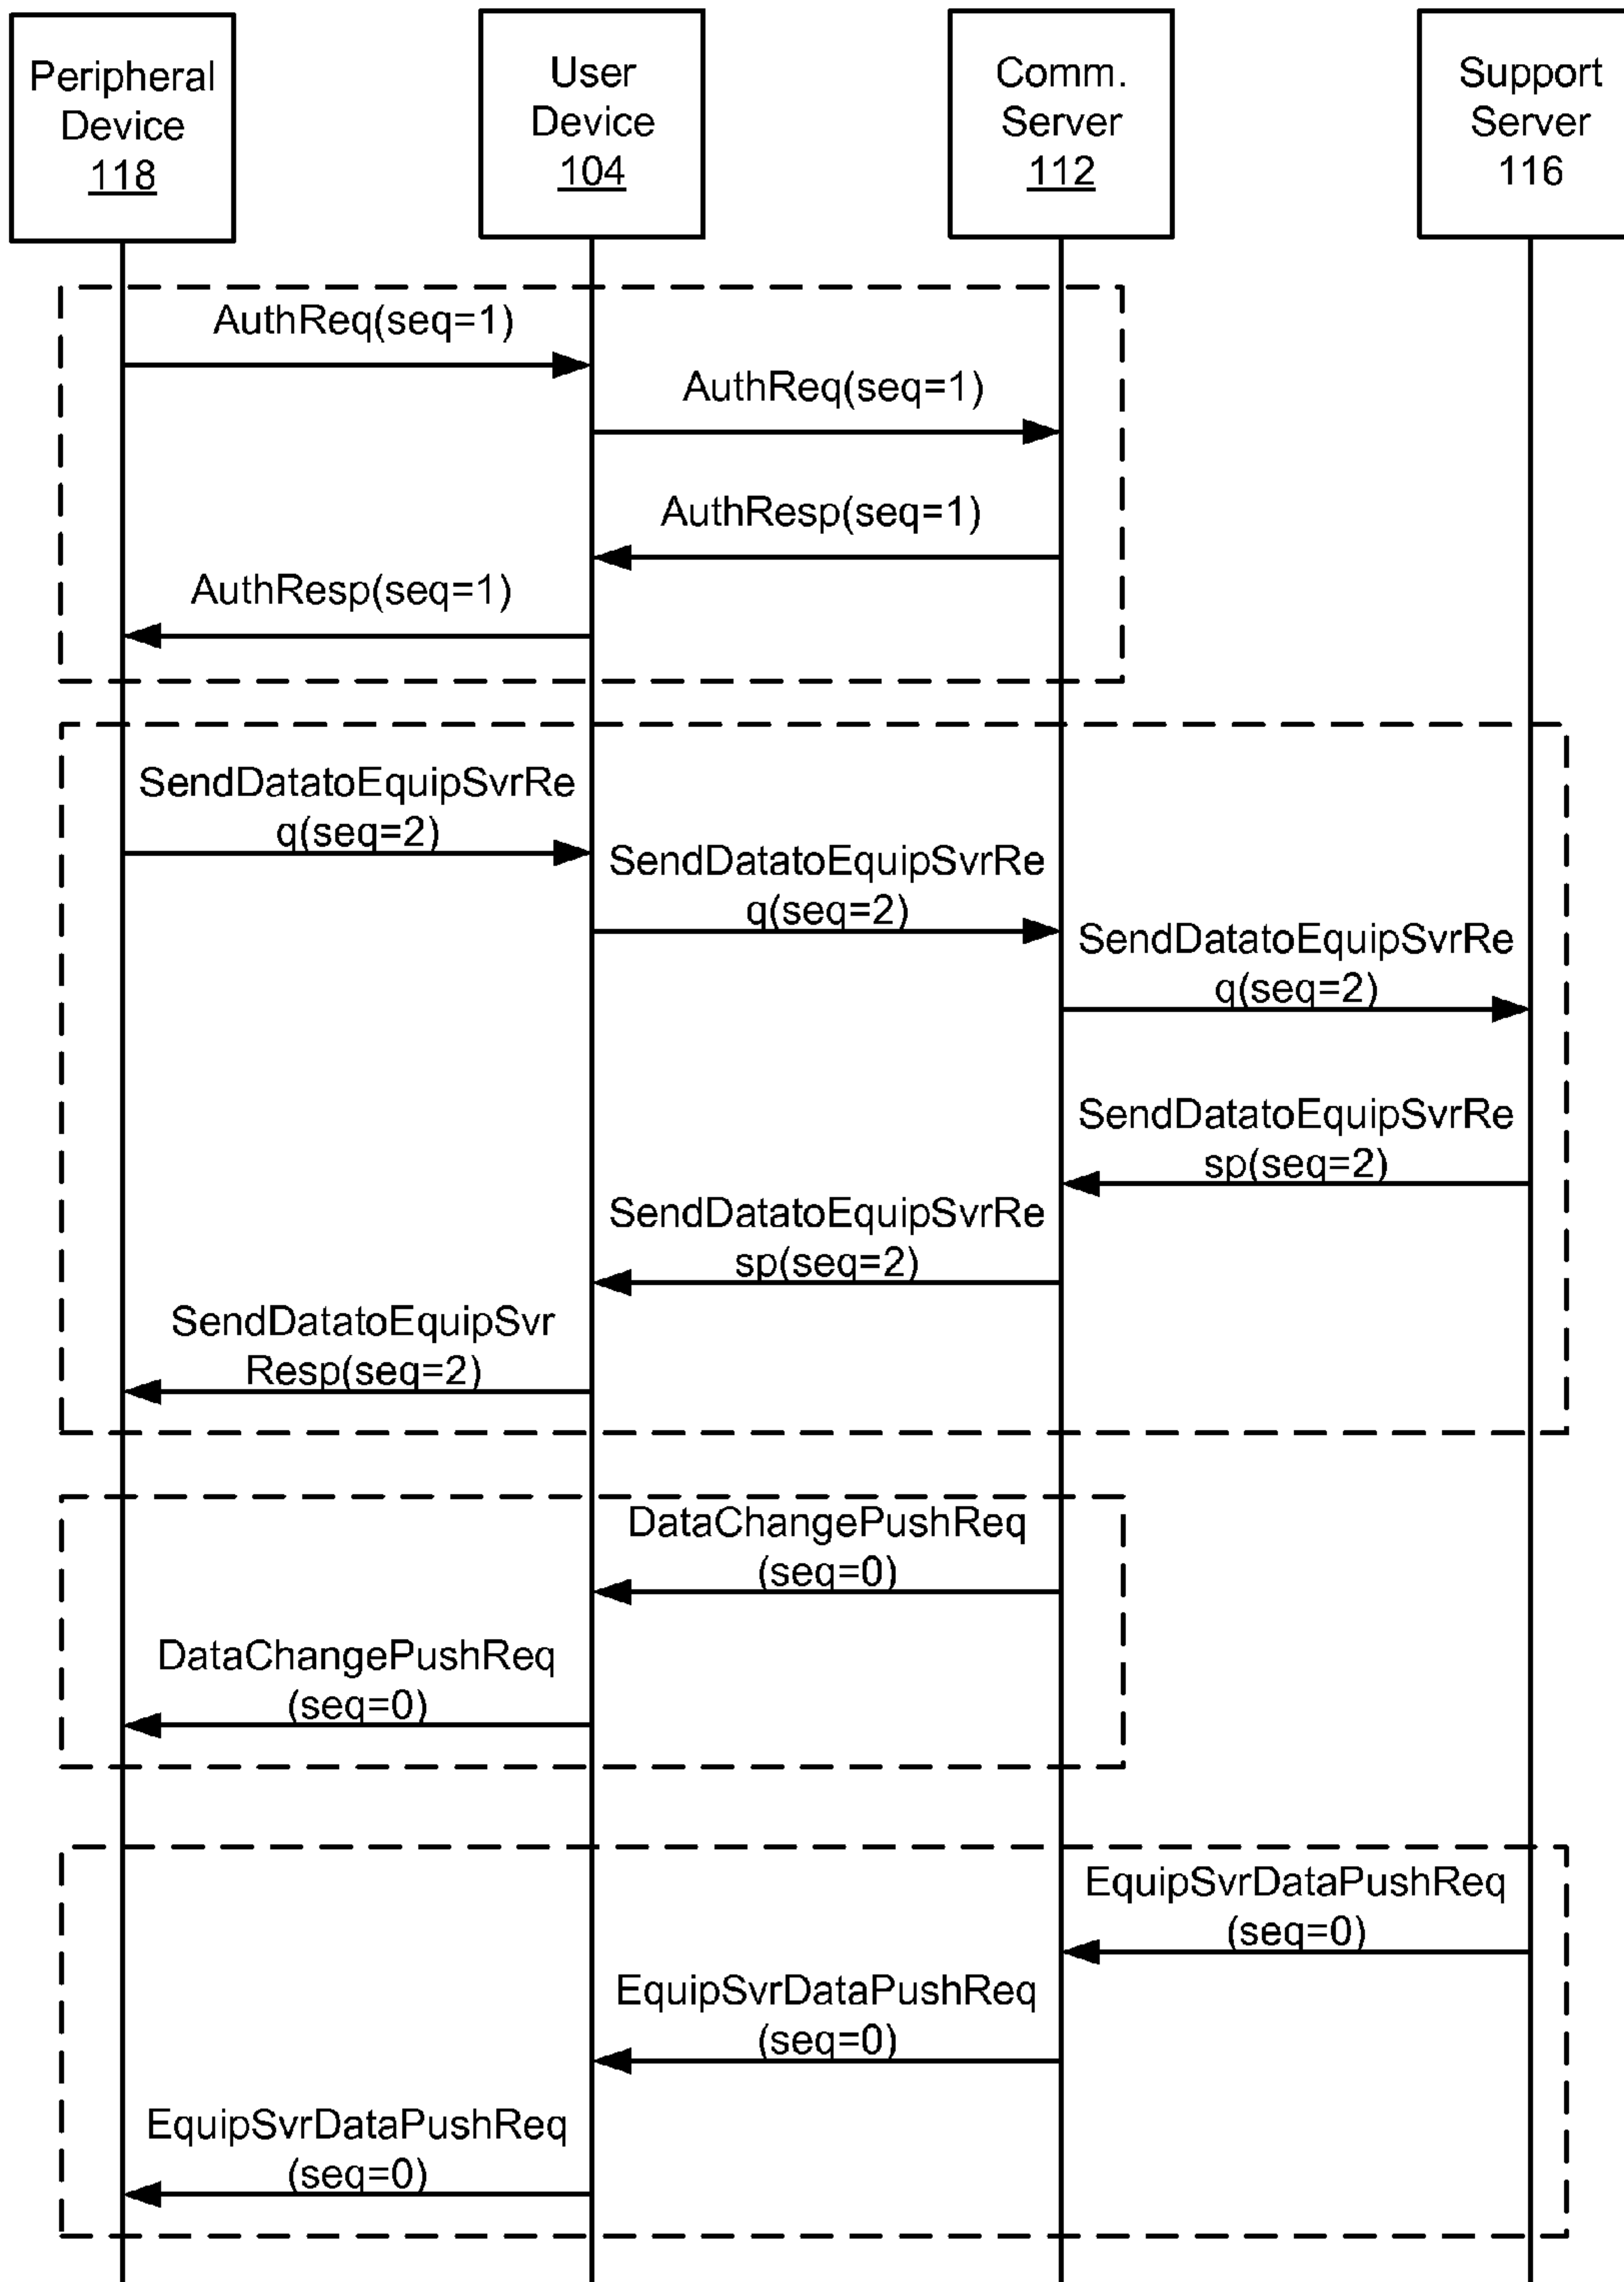 Peripheral
Device
118
User
Device
104
Comm.
Server
112
Support
Server
116
AuthReq(seq=1)
AuthReq(seq=1)
AuthResp(seq=1)
AuthResp(seq=1)
SendDatatoEquipSvrRe
q(seq=2)
SendDatatoEquipSvrRe
q(seq=2)
SendDatatoEquipSvrRe
q(seq=2)
SendDatatoEquipSvrRe
sp(seq=2)
SendDatatoEquipSvrRe
sp(seq=2)
SendDatatoEquipSvr
Resp(seq=2)
DataChangePushReq
(seq=0)
DataChangePushReq
(seq=0)
EquipSvrDataPushReq
(seq=0)
EquipSvrDataPushReq
(seq=0)
EquipSvrDataPushReq
(seq=0)